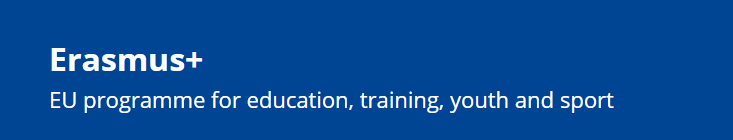 Erasmus+
EU programme for education, training, youth and sport